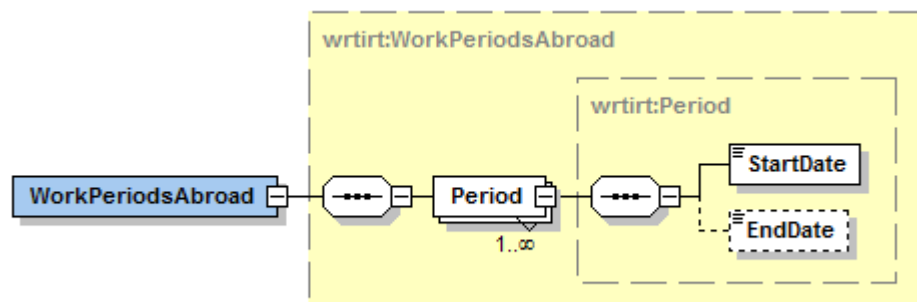 wrtirt:WorkPeriodsAbroad
wrtirt:Period
StartDate
WorkPeriodsAbroad
Period
1..∞
EndDate